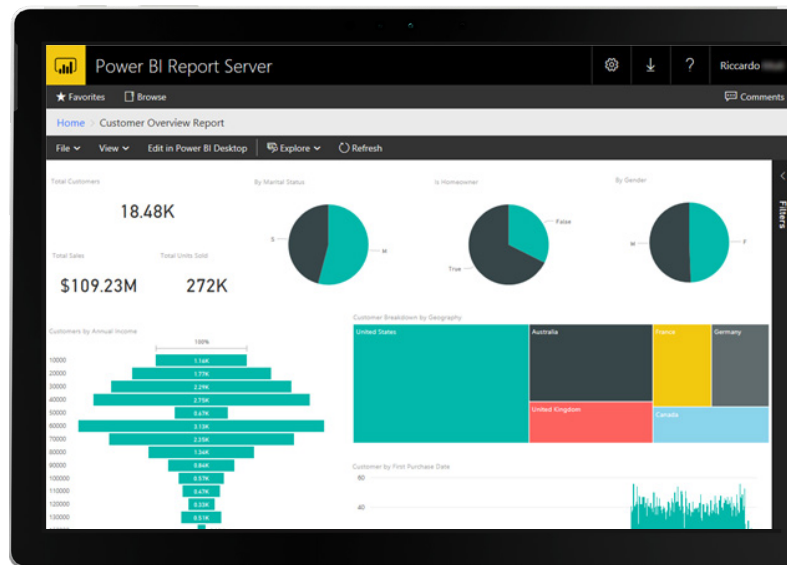 Power BI Report Server
Riccardo
Favorites
Browse
Comments
Home > Customer Overview Report
File
View
Edit in Power BI Desktop
Explore
Refresh
Filters
Total Customers
18.48K
Total Sales
$109.23M
Total Units Sold
272K
By Marital Status
S
M
Is Homeowner
False
True
By Gender
M
F
Customers by Annual Income
100%
10000 1.16K
20000 1.77K
30000 2.29K
40000 2.75K
50000 0.67K
60000 3.13K
70000 2.35K
80000 1.34K
90000 0.84K
100000 0.57K
110000 0.47K
120000 0.33K
130000 0.51K
Customer Breakdown by Geography
United States
Australia
United Kingdom
France
Germany
Canada
Customer by First Purchase Date
60
40